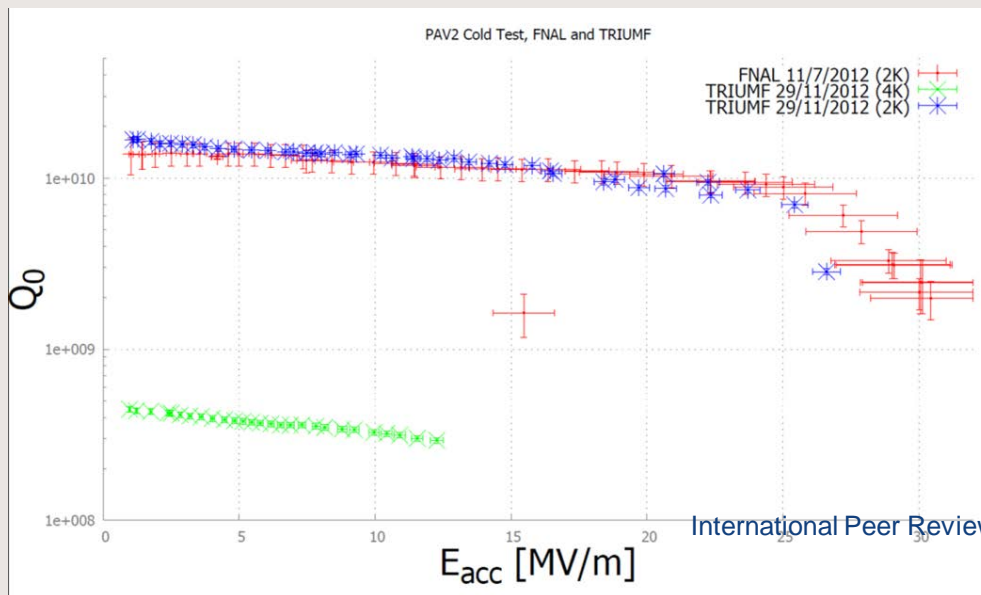 PAV2 Cold Test, FNAL and TRIUMF
FNAL 11/7/2012 (2K)
TRIUMF 29/11/2012 (4K)
TRIUMF 29/11/2012 (2K)
1e+010
Q0
1e+009
1e+008
0 5 10 15 20 25 30
International Peer Review
Eacc [MV/m]